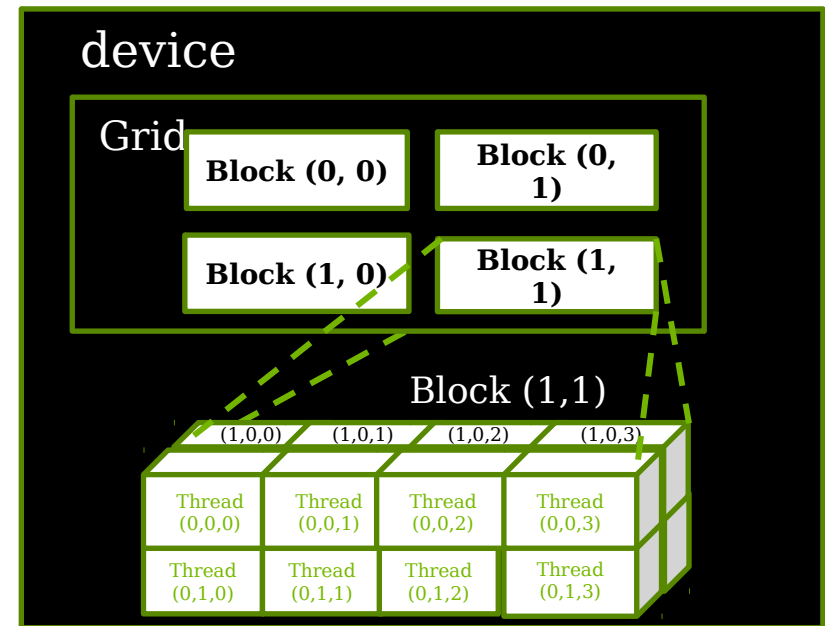 device
Grid
Block (0, 0)
Block (0,
1)
Block (1, 0)
Block (1,
1)
Block (1,1)
(1,0,0) (1,0,1) (1,0,2) (1,0,3)
Thread Thread Thread Thread
(0,0,0) (0,0,1) (0,0,2) (0,0,3)
Thread Thread Thread Thread
(0,1,0) (0,1,1) (0,1,2) (0,1,3)